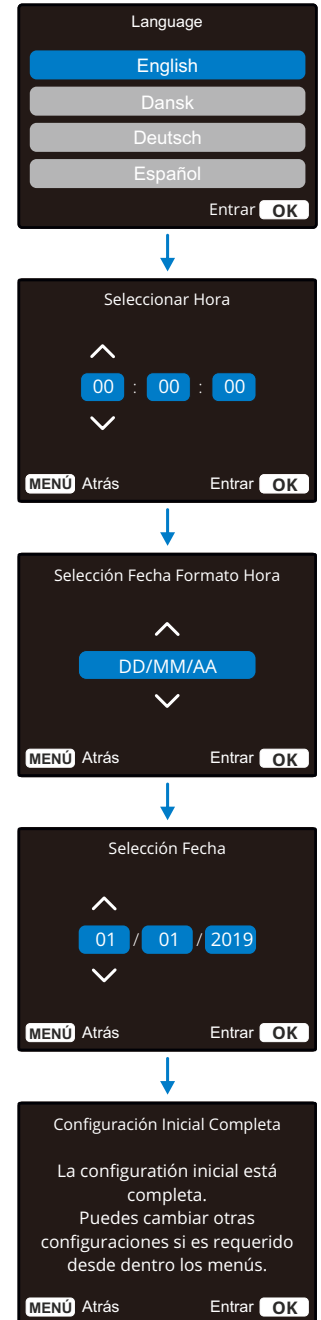 Language
English
Dansk
Deutsch
Español
Entrar OK
Seleccionar Hora
00 : 00 : 00
MENÚ Atrás Entrar OK
Selección Fecha Formato Hora
DD/MM/AA
MENÚ Atrás Entrar OK
Selección Fecha
01 / 01 / 2019
MENÚ Atrás Entrar OK
Configuración Inicial Completa
La configuratión inicial está
completa.
Puedes cambiar otras
configuraciones si es requerido
desde dentro los menús.
MENÚ Atrás Entrar OK